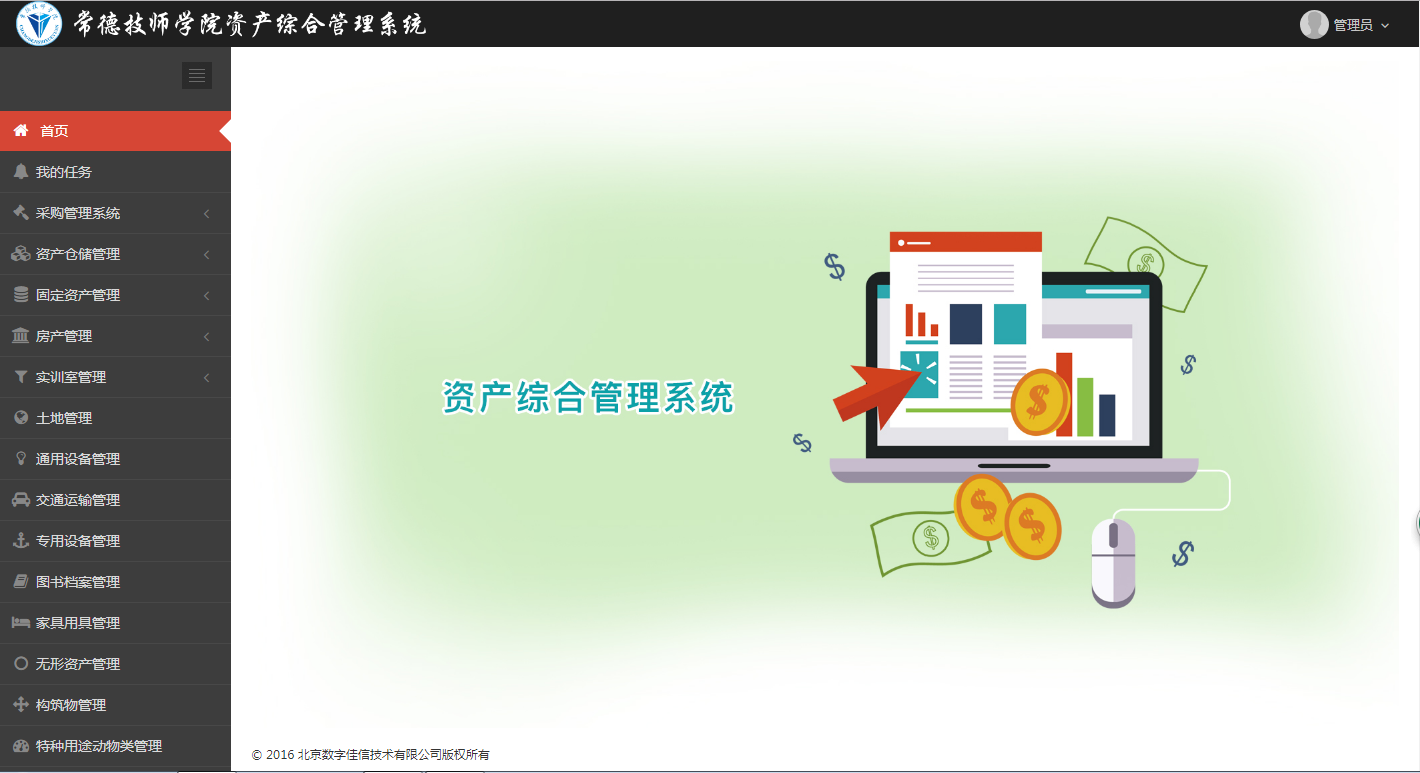 常德技师学院资产综合管理系统
管理员
首页
我的任务
采购管理系统
资产仓储管理
固定资产管理
房产管理
实训室管理
土地管理
通用设备管理
交通运输管理
专用设备管理
图书档案管理
家具用具管理
无形资产管理
构筑物管理
特种用途动物类管理
资产综合管理系统
© 2016 北京数字佳信技术有限公司版权所有